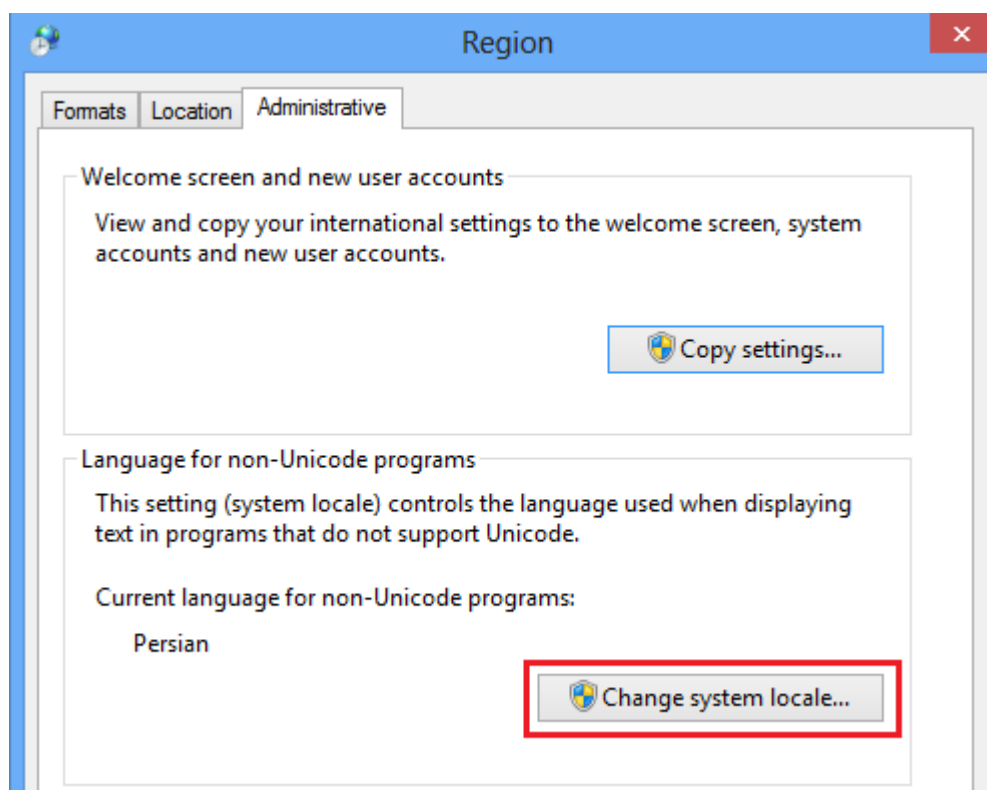 Region
Formats
Location
Administrative
Welcome screen and new user accounts
View and copy your international settings to the welcome screen, system
accounts and new user accounts.
Copy settings...
Language for non-Unicode programs
This setting (system locale) controls the language used when displaying
text in programs that do not support Unicode.
Current language for non-Unicode programs:
Persian
Change system locale...